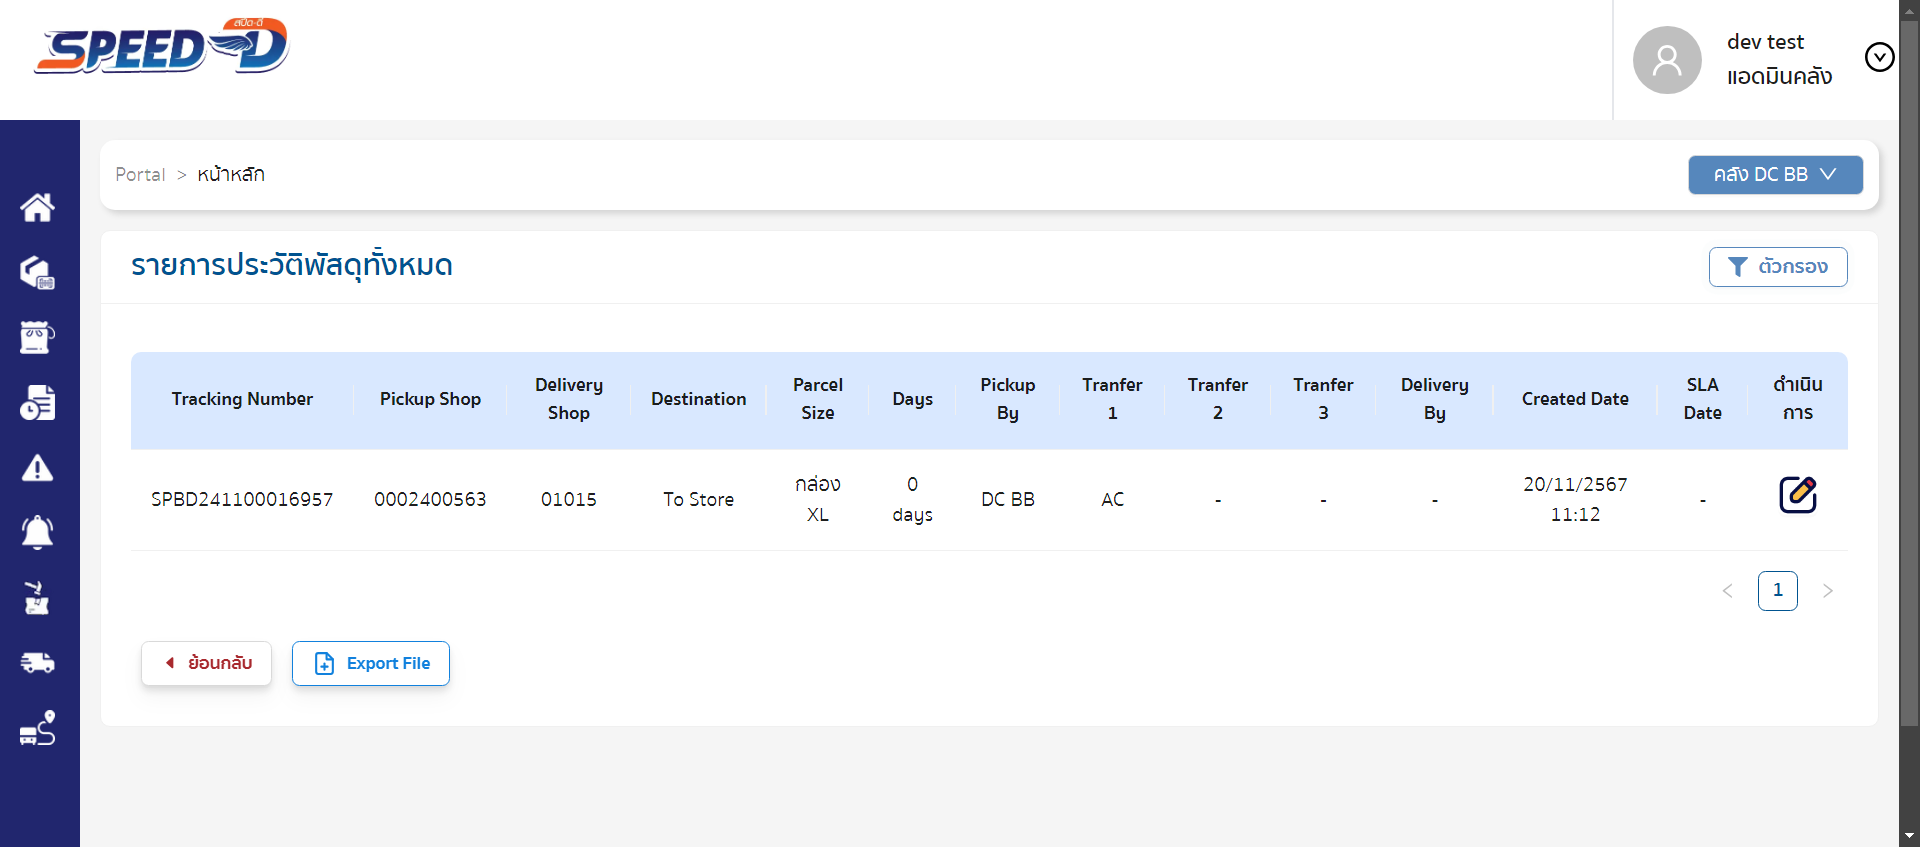 สปีด-ดี
SPEED-D
dev test
แอดมินคลัง
Portal > หน้าหลัก
คลัง DC BB
รายการประวัติพัสดุทั้งหมด
ตัวกรอง
Tracking Number Pickup Shop Delivery Shop Destination Parcel Size Days Pickup By Tranfer 1 Tranfer 2 Tranfer 3 Delivery By Created Date SLA Date ดำเนินการ
SPBD241100016957 0002400563 01015 To Store กล่อง XL 0 days DC BB AC - - - 20/11/2567 11:12 -
< 1 >
ย้อนกลับ
Export File